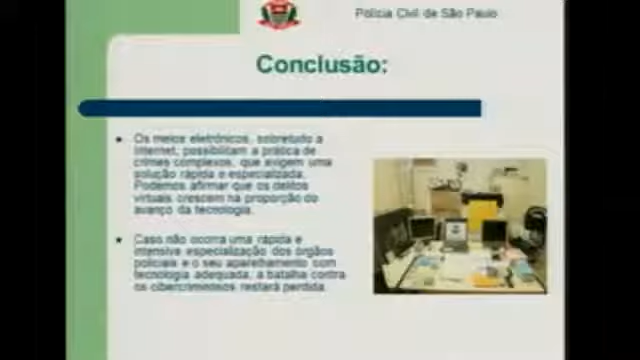 Polícia Civil de São Paulo
Conclusão:
Os meios eletrônicos, sobretudo a
internet, possibilitam a prática de
crimes complexos, que exigem uma
solução rápida e especializada.
Podemos afirmar que os delitos
virtuais crescem na proporção do
avanço da tecnologia.
Caso não ocorra uma rápida e
intensiva especialização dos órgãos
policiais e o seu aparelhamento com
tecnologia adequada, a batalha contra
os cibercriminosos restará perdida.